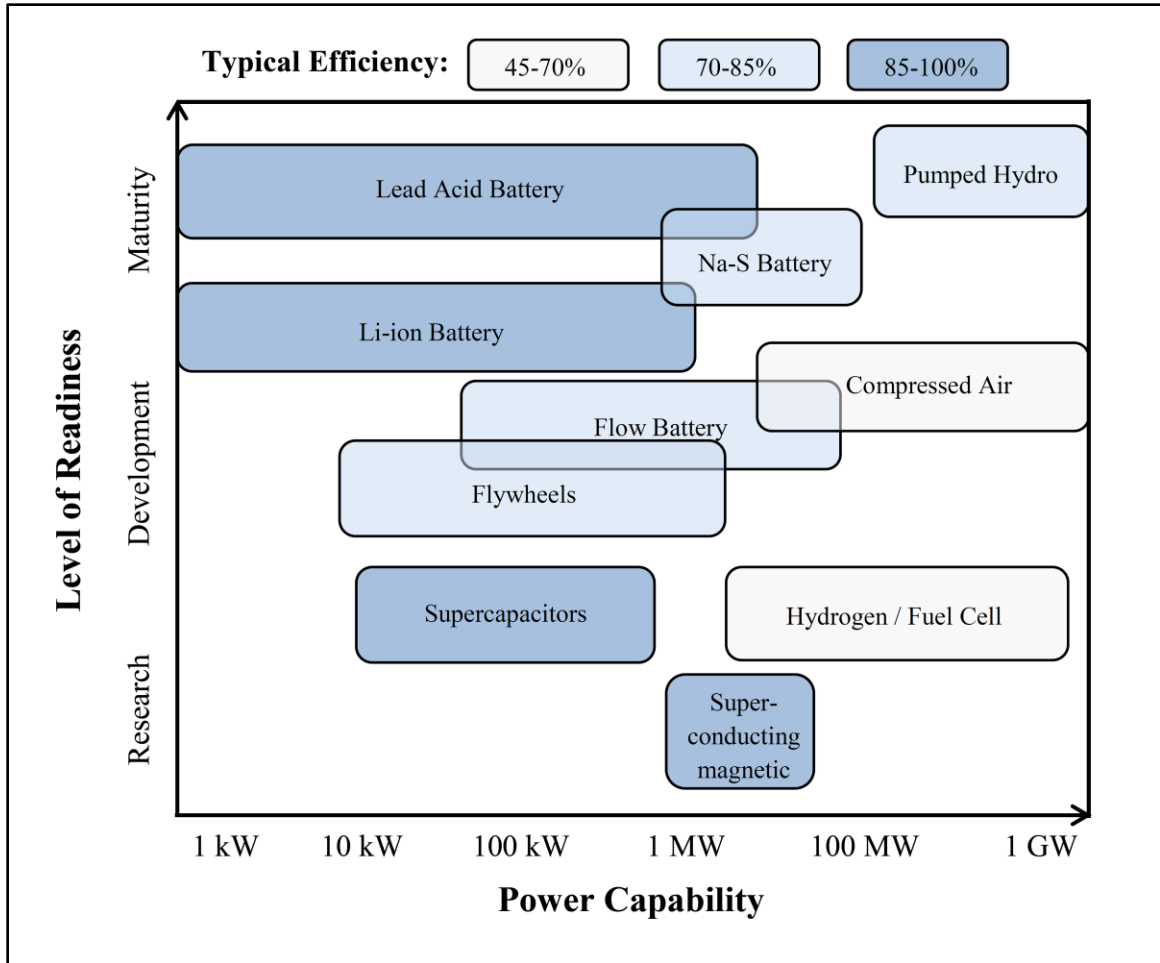 Typical Efficiency: 45-70% 70-85% 85-100%
Level of Readiness
Maturity
Development
Research
Lead Acid Battery
Pumped Hydro
Na-S Battery
Li-ion Battery
Compressed Air
Flow Battery
Flywheels
Supercapacitors
Hydrogen / Fuel Cell
Super-
conducting
magnetic
1 kW 10 kW 100 kW 1 MW 100 MW 1 GW
Power Capability